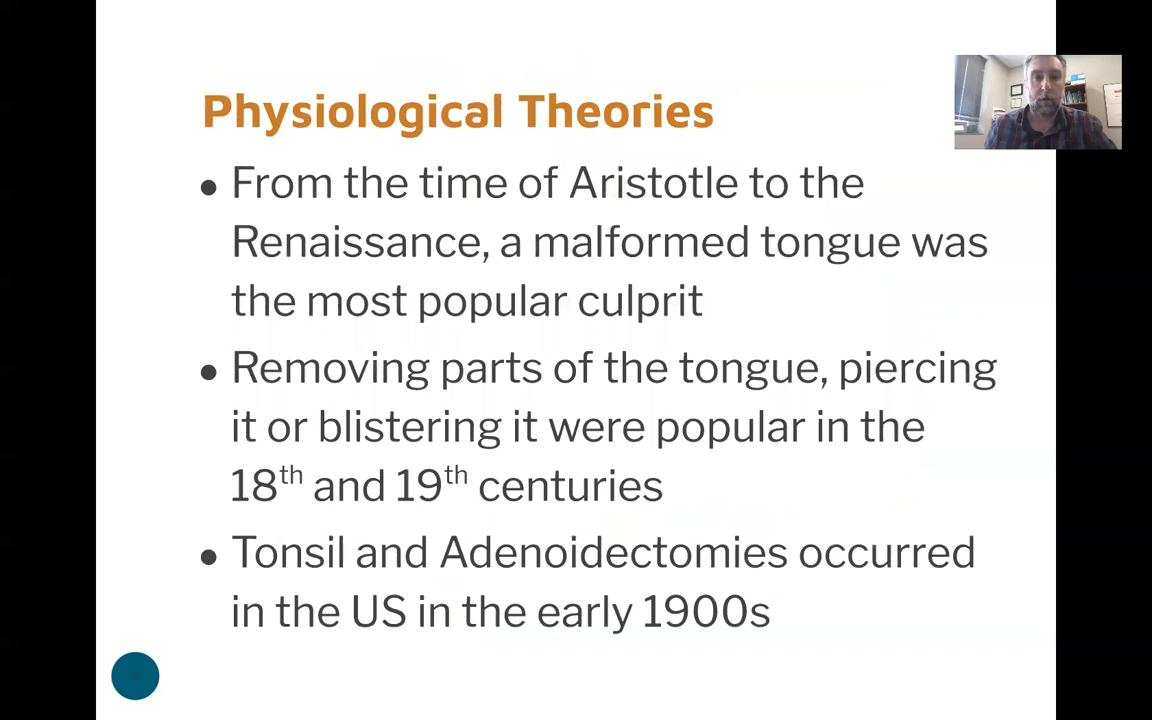 Physiological Theories
● From the time of Aristotle to the
Renaissance, a malformed tongue was
the most popular culprit
● Removing parts of the tongue, piercing
it or blistering it were popular in the
18th and 19th centuries
● Tonsil and Adenoidectomies occurred
in the US in the early 1900s